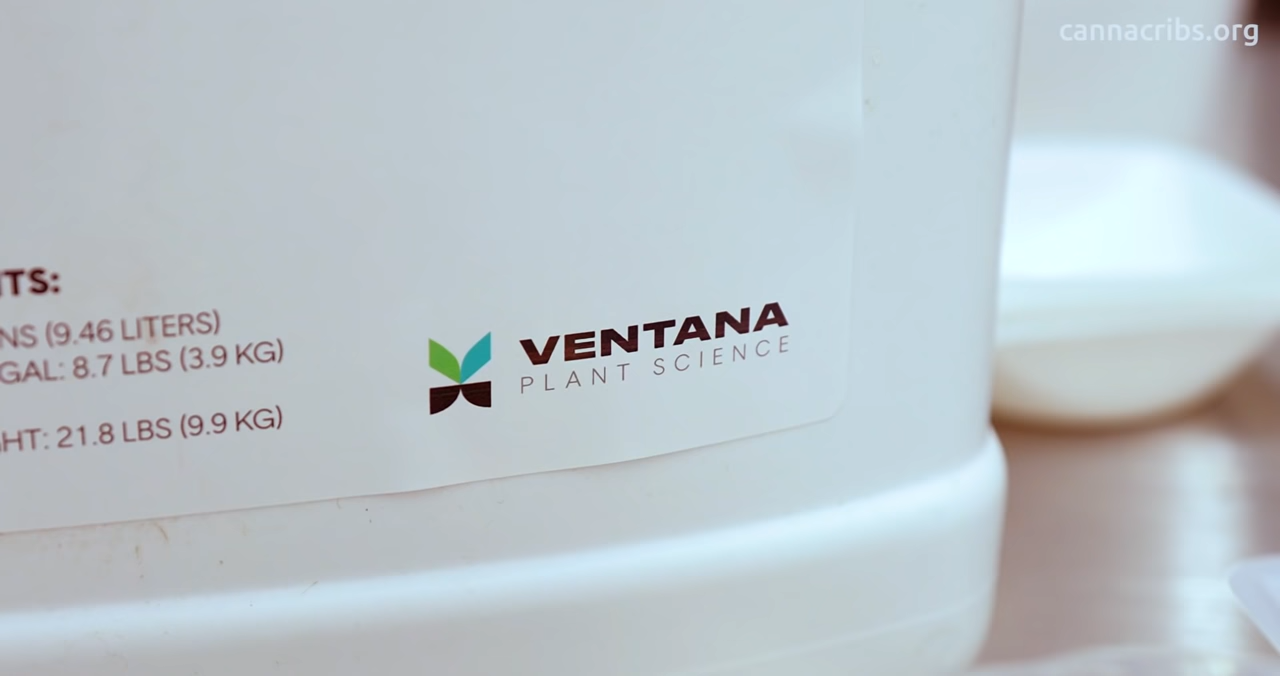 cannacribs.org
TS:
NS (9.46 LITERS)
GAL: 8.7 LBS (3.9 KG)
GHT: 21.8 LBS (9.9 KG)
VENTANA
PLANT SCIENCE